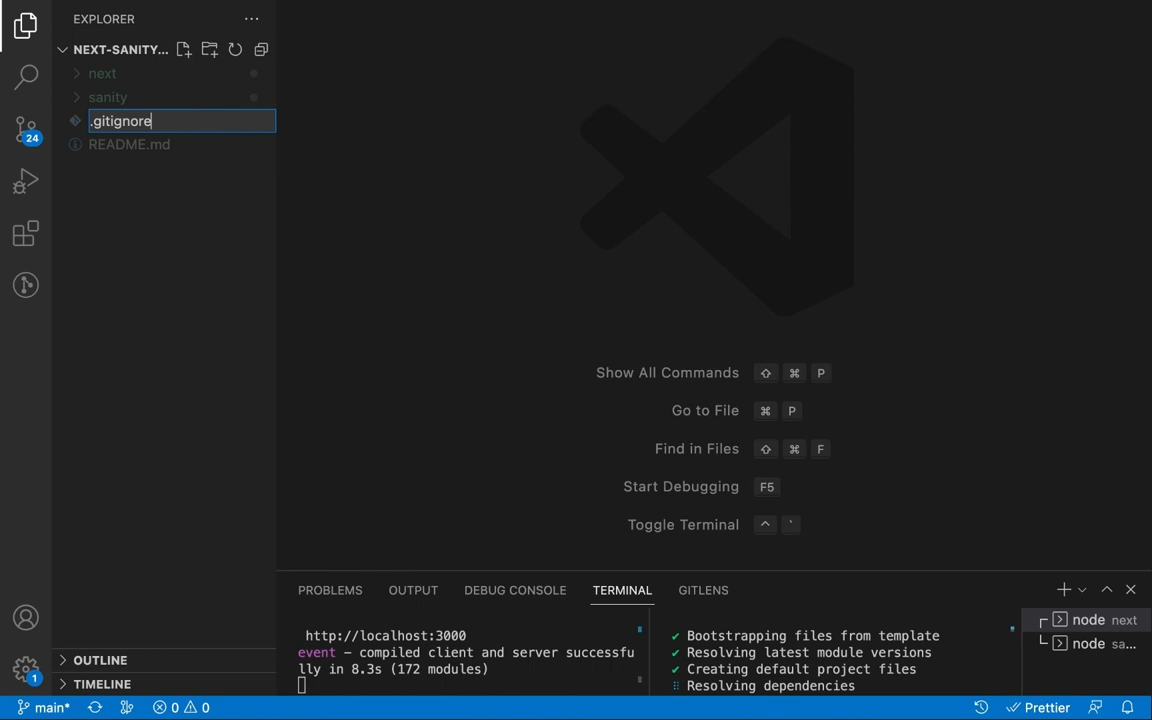 EXPLORER
NEXT-SANITY...
next
sanity
.gitignore
README.md
24
Show All Commands ⇧ ⌘ P
Go to File ⌘ P
Find in Files ⇧ ⌘ F
Start Debugging F5
Toggle Terminal ^ `
PROBLEMS OUTPUT DEBUG CONSOLE TERMINAL GITLENS
http://localhost:3000
event – compiled client and server successfu
lly in 8.3s (172 modules)
✔ Bootstrapping files from template
✔ Resolving latest module versions
✔ Creating default project files
⠿ Resolving dependencies
node next
node sa...
OUTLINE
TIMELINE
1
main* 0 0 Prettier